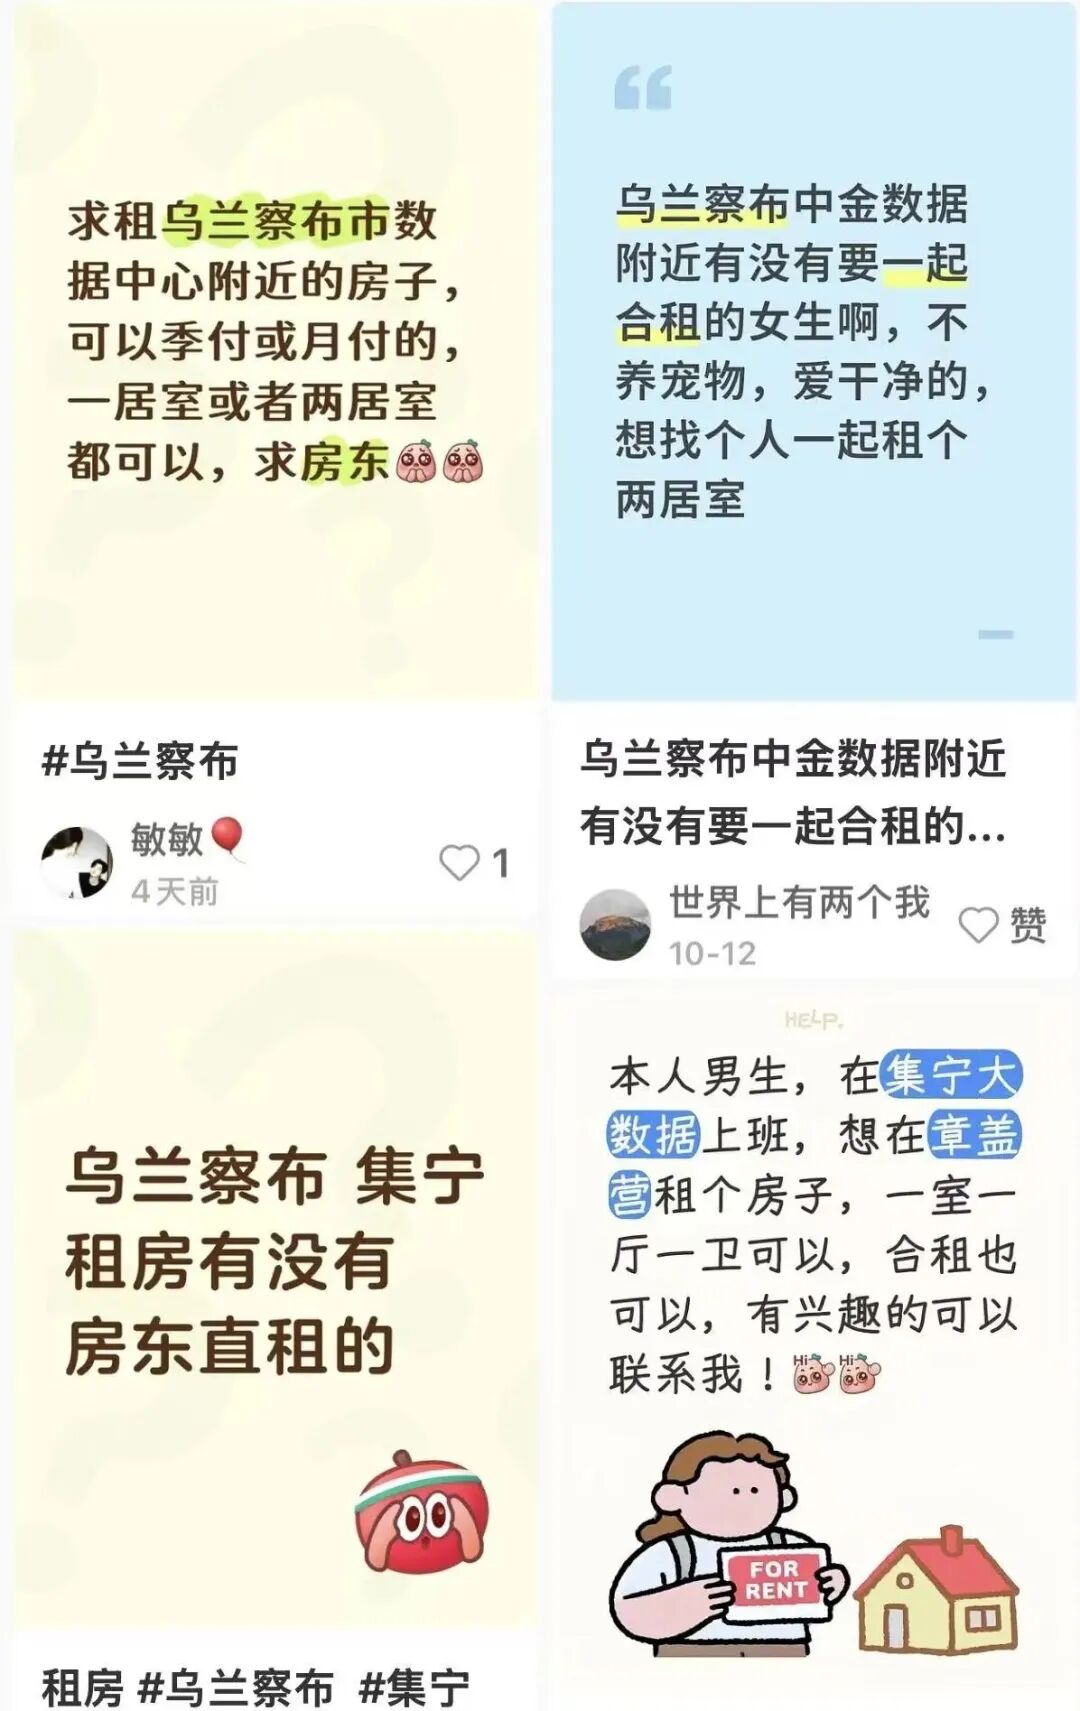 求租乌兰察布市数
据中心附近的房子，
可以季付或月付的，
一居室或者两居室
都可以，求房东
#乌兰察布
敏敏
4天前
1
乌兰察布中金数据
附近有没有要一起
合租的女生啊，不
养宠物，爱干净的，
想找个人一起租个
两居室
乌兰察布中金数据附近
有没有要一起合租的...
世界上有两个我
10-12
赞
乌兰察布 集宁
租房有没有
房东直租的
租房 #乌兰察布 #集宁
HELP.
本人男生，在集宁大
数据上班，想在章盖
营租个房子，一室一
厅一卫可以，合租也
可以，有兴趣的可以
联系我！
Hi
Hi
FOR
RENT